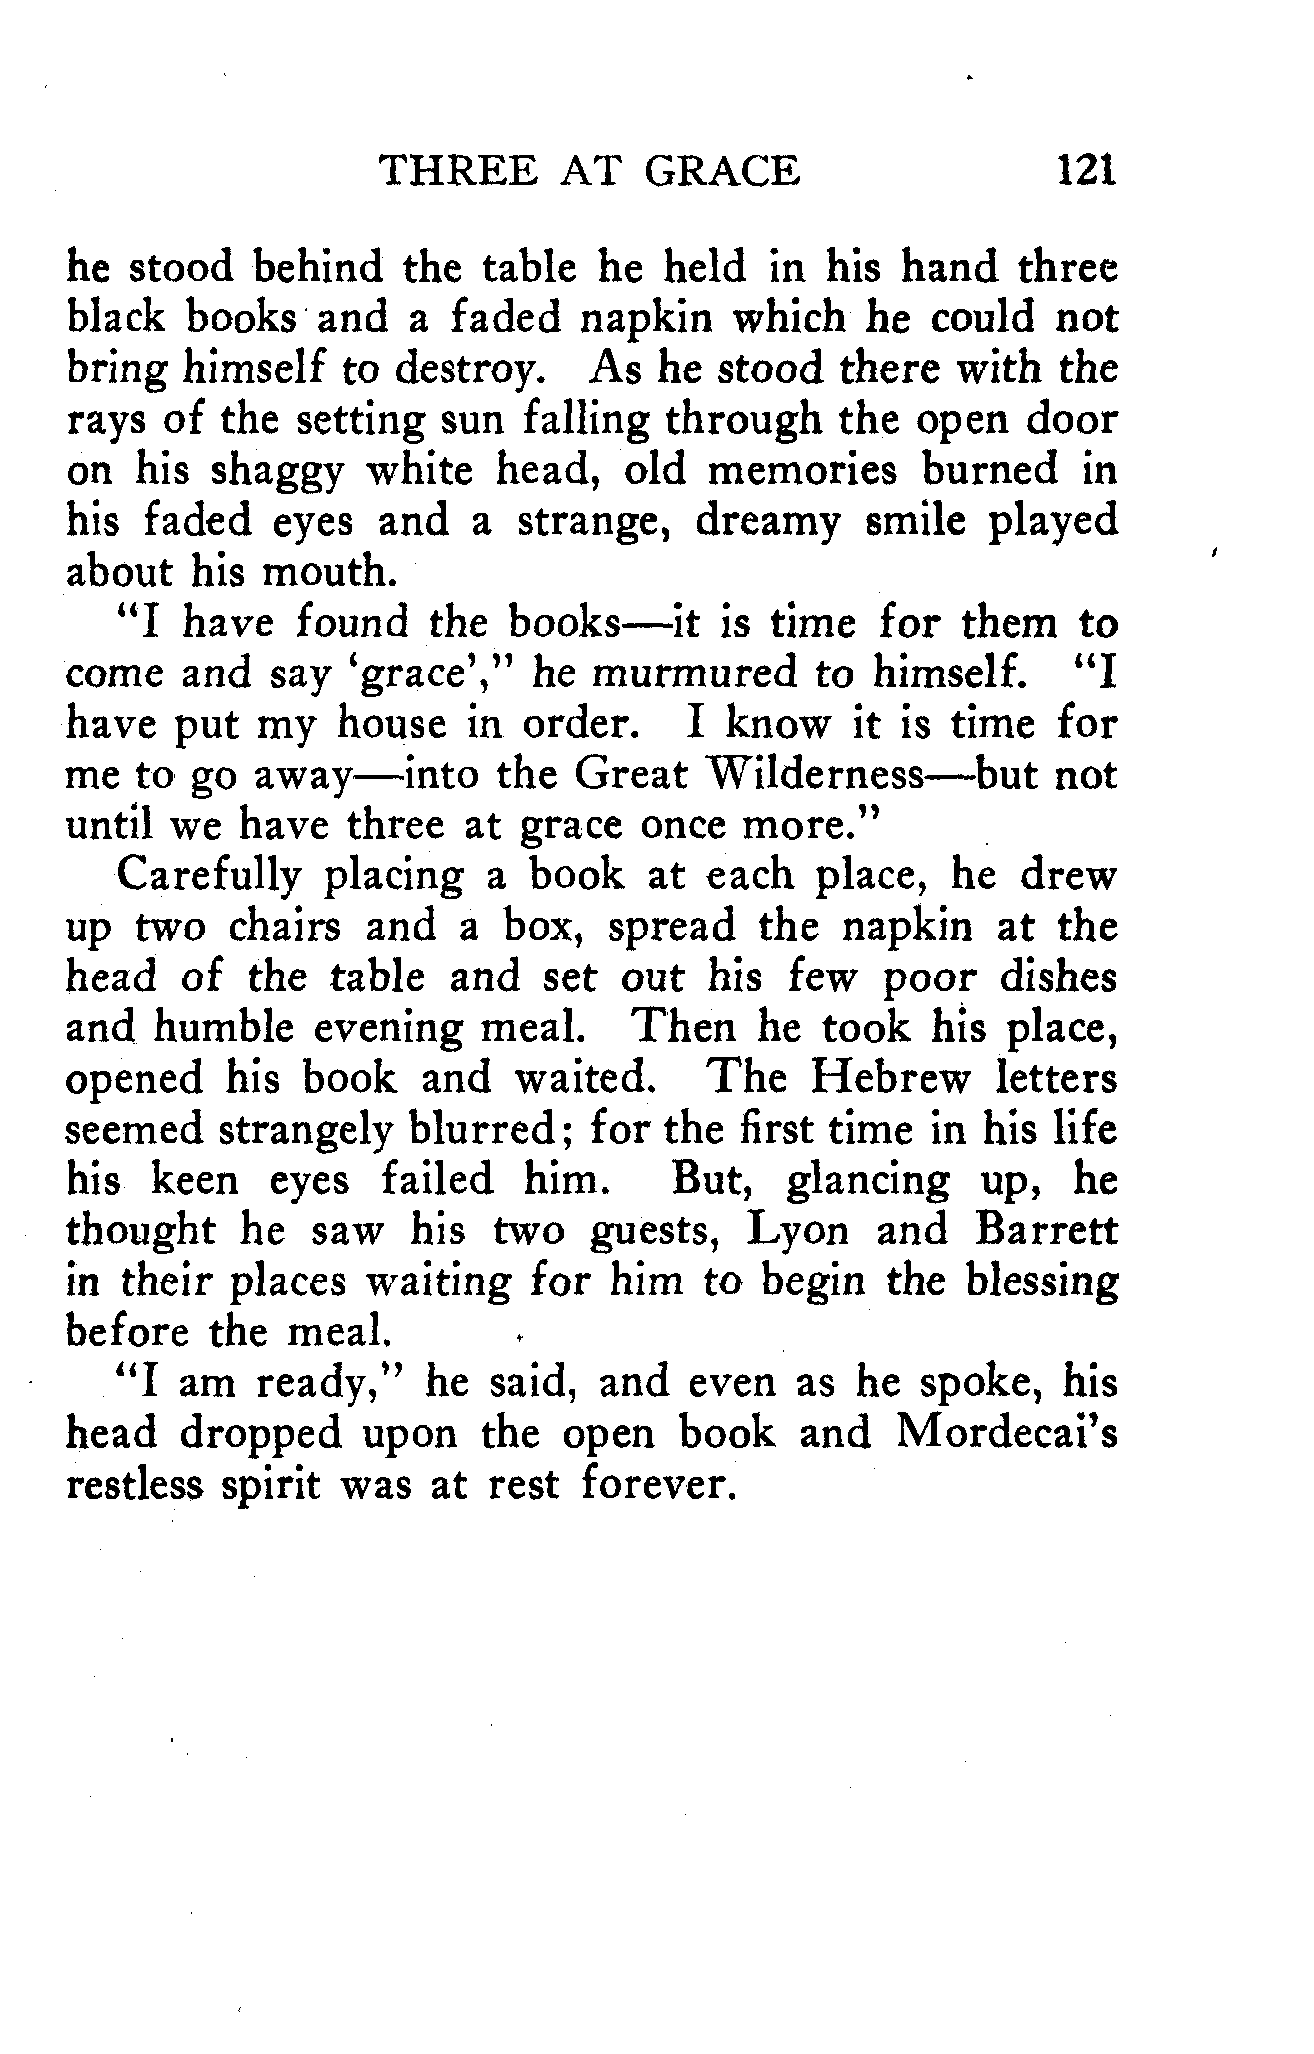 THREE AT GRACE 121
he stood behind the table he held in his hand three
black books and a faded napkin which he could not
bring himself to destroy. As he stood there with the
rays of the setting sun falling through the open door
on his shaggy white head, old memories burned in
his faded eyes and a strange, dreamy smile played
about his mouth.
"I have found the books—it is time for them to
come and say 'grace'," he murmured to himself. "I
have put my house in order. I know it is time for
me to go away—into the Great Wilderness—but not
until we have three at grace once more."
Carefully placing a book at each place, he drew
up two chairs and a box, spread the napkin at the
head of the table and set out his few poor dishes
and humble evening meal. Then he took his place,
opened his book and waited. The Hebrew letters
seemed strangely blurred; for the first time in his life
his keen eyes failed him. But, glancing up, he
thought he saw his two guests, Lyon and Barrett
in their places waiting for him to begin the blessing
before the meal.
"I am ready," he said, and even as he spoke, his
head dropped upon the open book and Mordecai's
restless spirit was at rest forever.